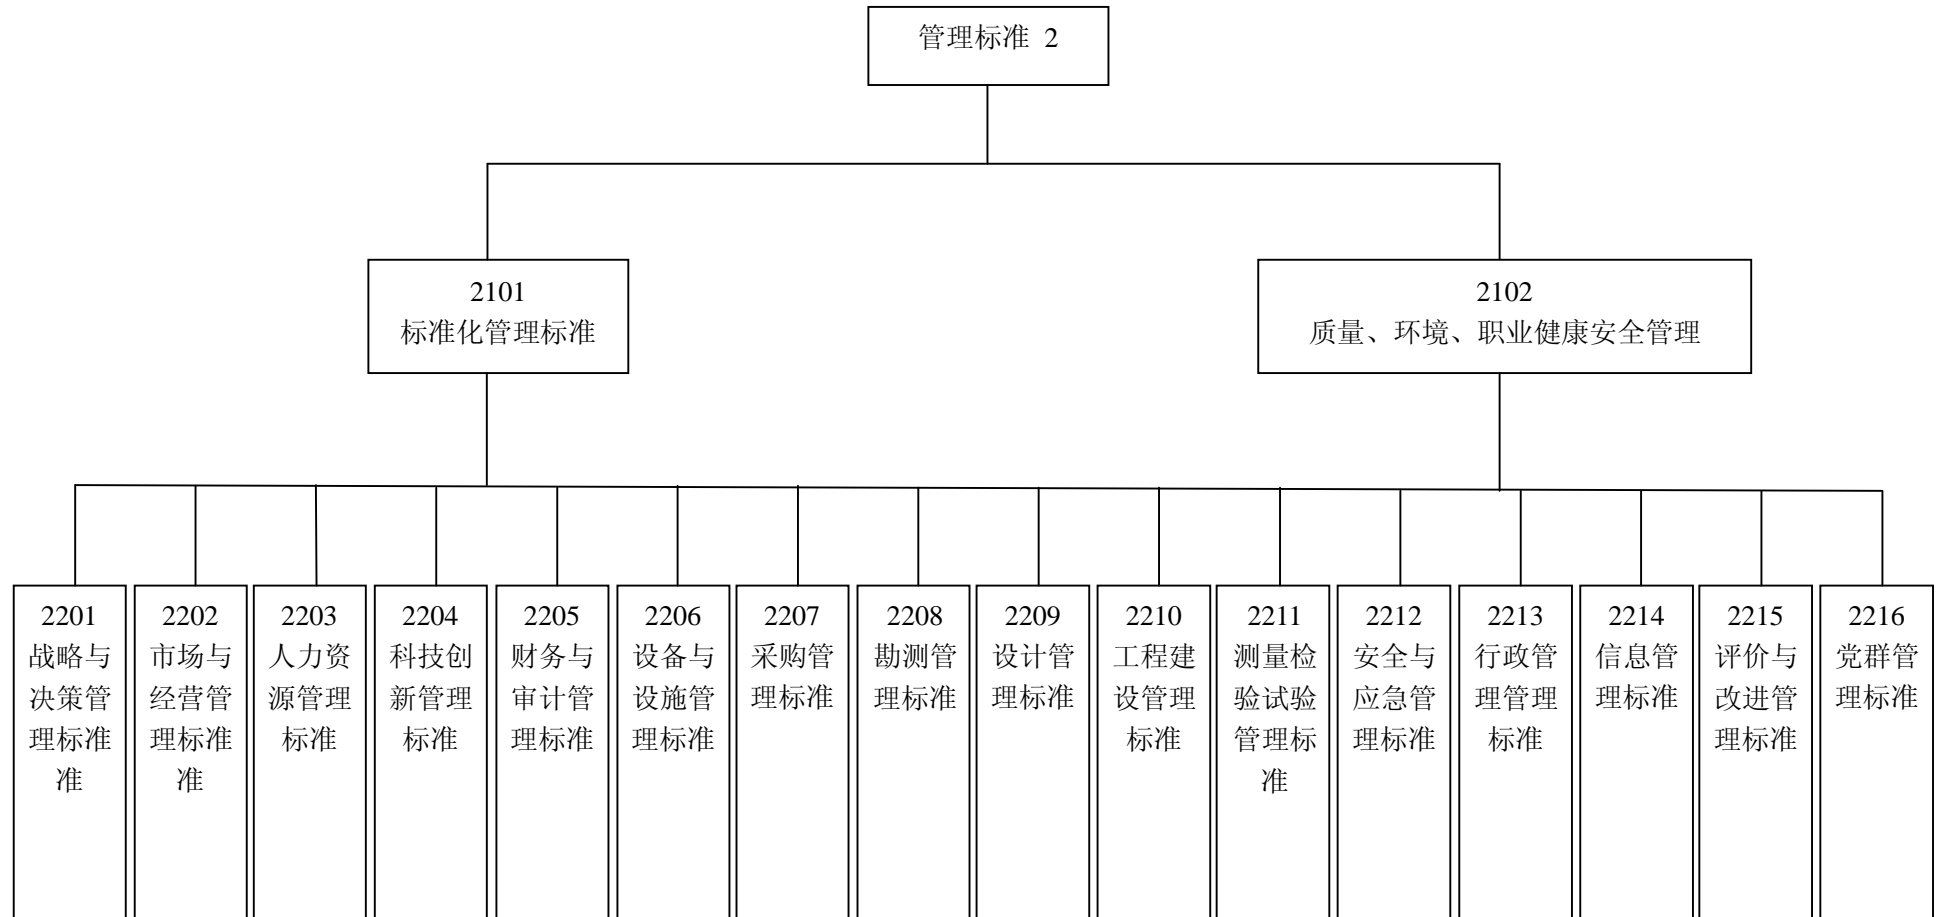 管理标准 2
2101
标准化管理标准
2102
质量、环境、职业健康安全管理
2201
战略与
决策管
理标准
准
2202
市场与
经营管
理标准
准
2203
人力资
源管理
标准
2204
科技创
新管理
标准
2205
财务与
审计管
理标准
2206
设备与
设施管
理标准
2207
采购管
理标准
2208
勘测管
理标准
2209
设计管
理标准
2210
工程建
设管理
标准
2211
测量检
验试验
管理标
准
2212
安全与
应急管
理标准
2213
行政管
理管理
标准
2214
信息管
理标准
2215
评价与
改进管
理标准
2216
党群管
理标准